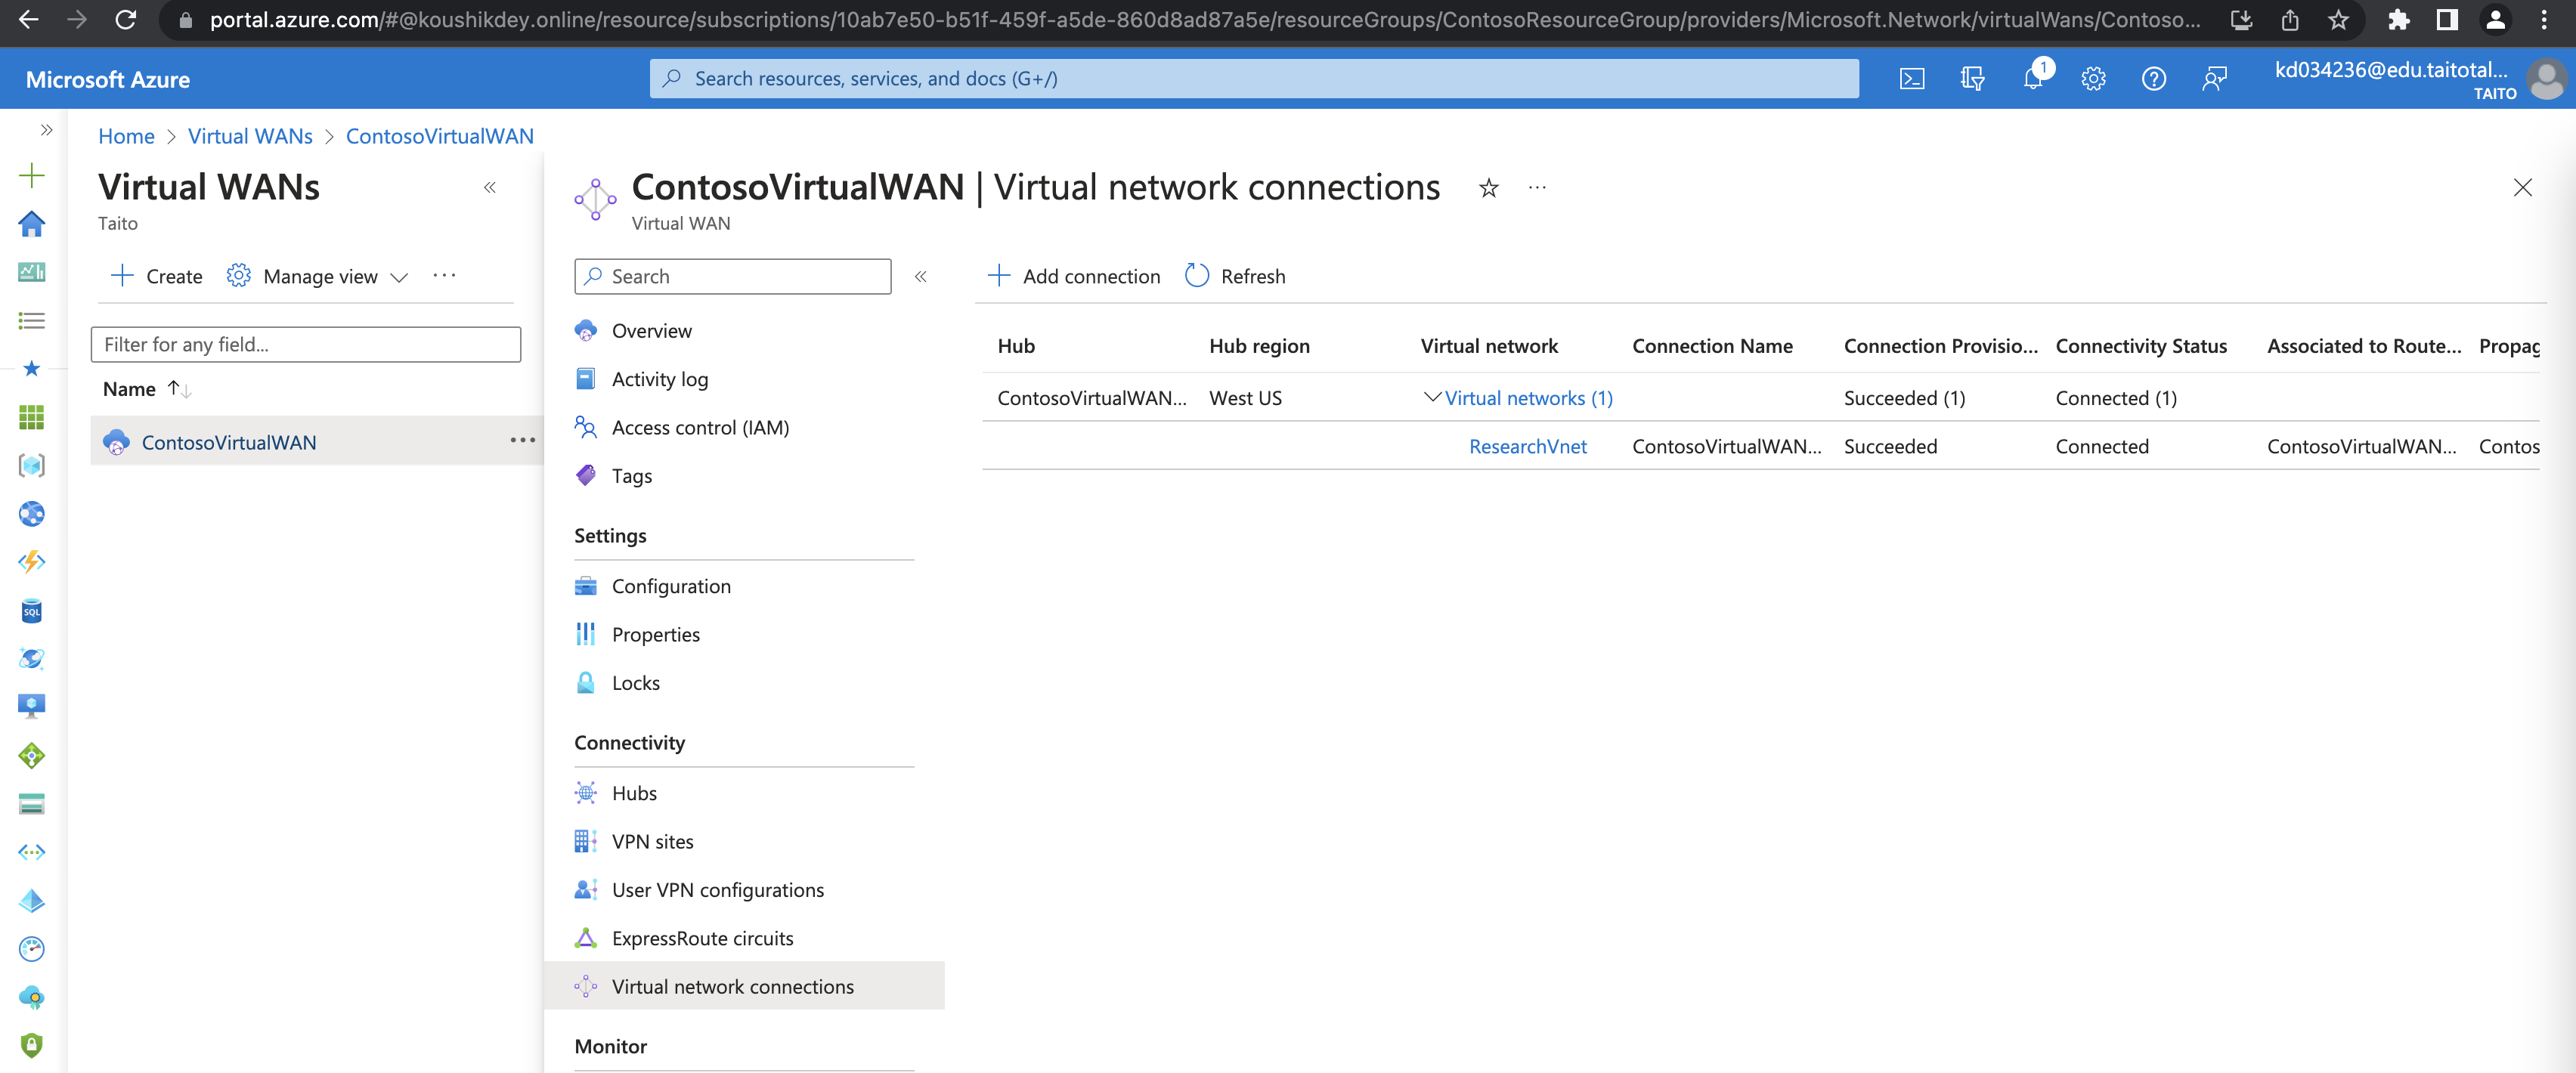 portal.azure.com/#@koushikdey.online/resource/subscriptions/10ab7e50-b51f-459f-a5de-860d8ad87a5e/resourceGroups/ContosoResourceGroup/providers/Microsoft.Network/virtualWans/Contoso...
Microsoft Azure
Search resources, services, and docs (G+/)
1
kd034236@edu.taitotal...
TAITO
Home > Virtual WANs > ContosoVirtualWAN
Virtual WANs
Taito
Create
Manage view
Filter for any field...
Name
ContosoVirtualWAN
ContosoVirtualWAN | Virtual network connections
Virtual WAN
Search
Overview
Activity log
Access control (IAM)
Tags
Settings
Configuration
Properties
Locks
Connectivity
Hubs
VPN sites
User VPN configurations
ExpressRoute circuits
Virtual network connections
Monitor
Add connection Refresh
Hub Hub region Virtual network Connection Name Connection Provisio... Connectivity Status Associated to Route... Propag
ContosoVirtualWAN... West US Virtual networks (1) Succeeded (1) Connected (1)
ResearchVnet ContosoVirtualWAN... Succeeded Connected ContosoVirtualWAN... Contos
SQL